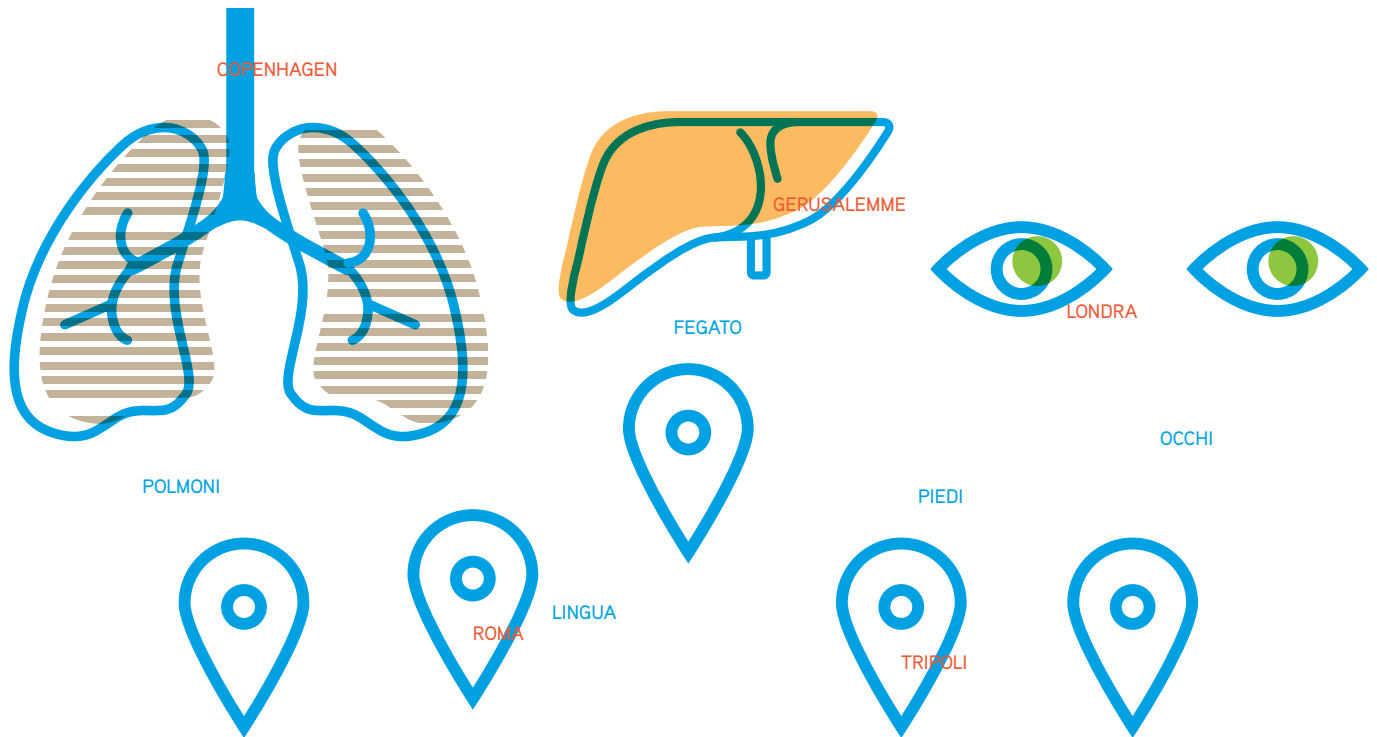 COPENHAGEN
GERUSALEMME
LONDRA
FEGATO
OCCHI
POLMONI
PIEDI
LINGUA
ROMA
TRIPOLI